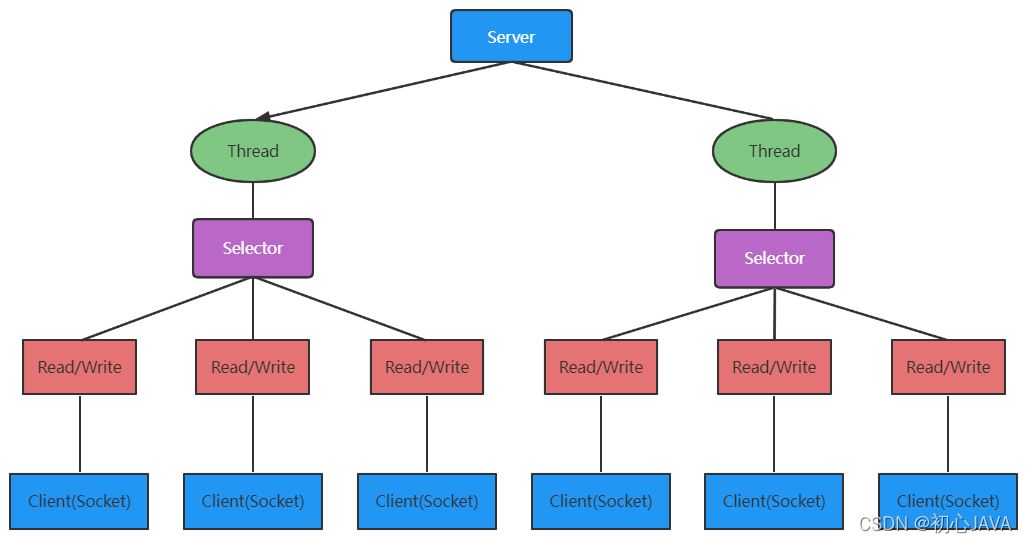 Server
Thread
Thread
Selector
Selector
Read/Write
Read/Write
Read/Write
Read/Write
Read/Write
Read/Write
Client(Socket)
Client(Socket)
Client(Socket)
Client(Socket)
Client(Socket)
Client(Socket)
CSDN @初心JAVA